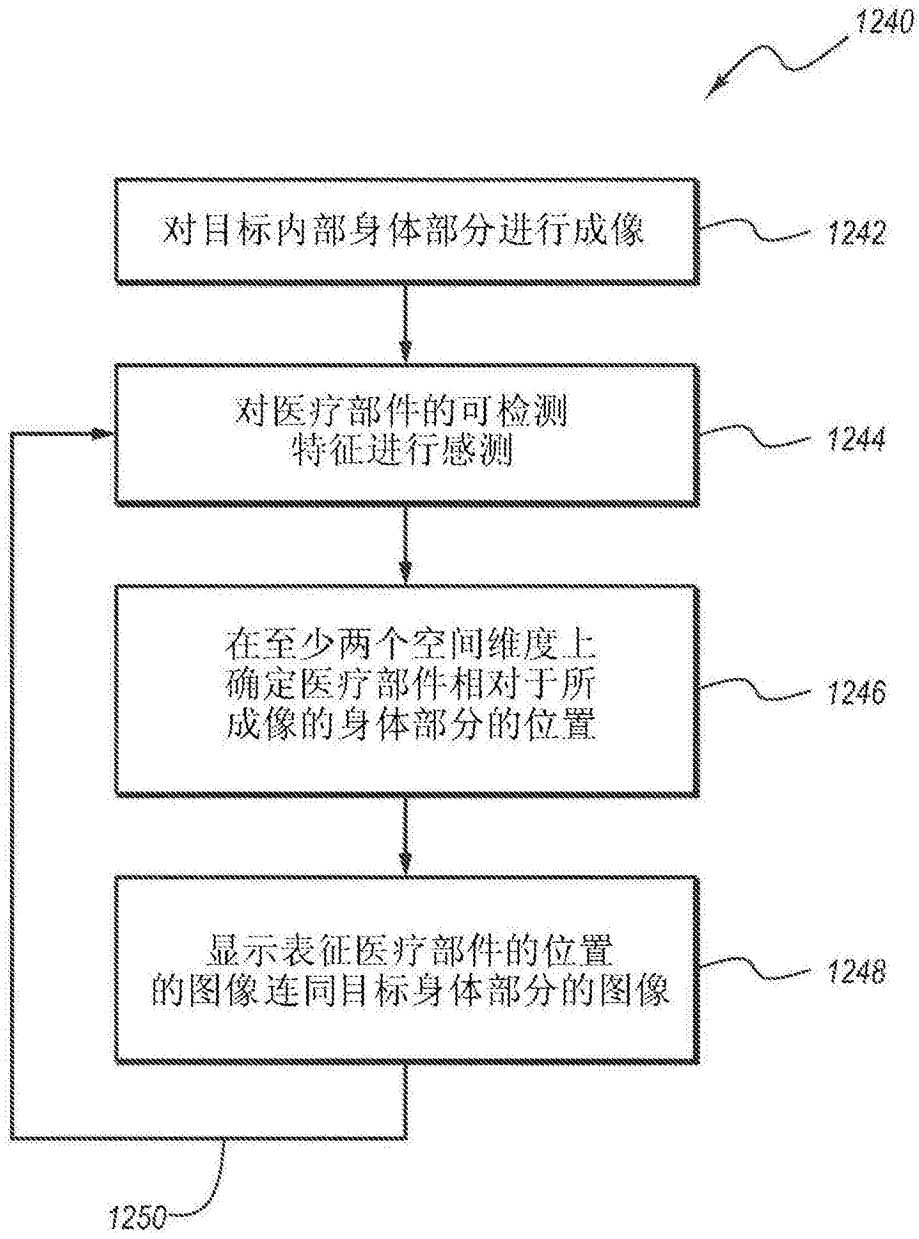 1240
对目标内部身体部分进行成像
1242
对医疗部件的可检测
特征进行感测
1244
在至少两个空间维度上
确定医疗部件相对于所
成像的身体部分的位置
1246
显示表征医疗部件的位置
的图像连同目标身体部分的图像
1248
1250